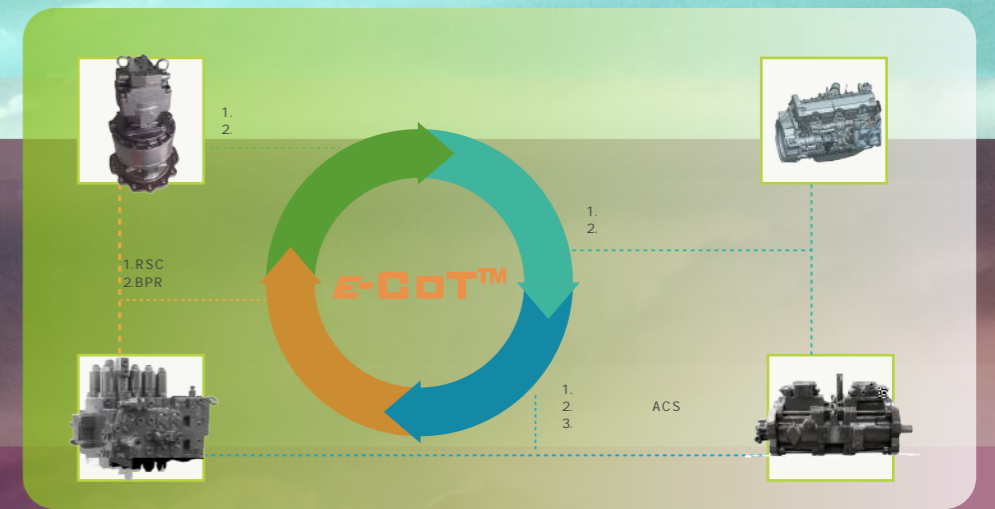 1.
2.
1.
2.
1.RSC
2.BPR
ε-CoT™
1.
2. ACS
3.